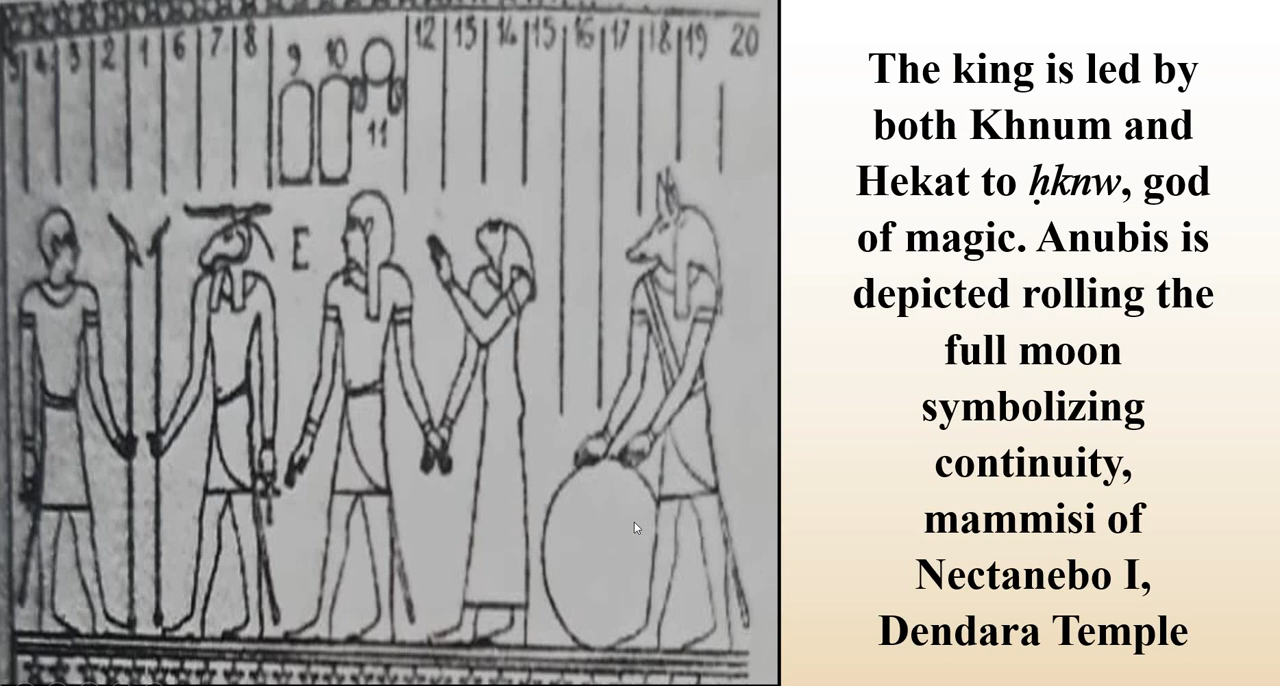 5 4 3 2 1 6 7 8 9 10 12 13 14 15 16 17 18 19 20
11
E
The king is led by
both Khnum and
Hekat to ḥknw, god
of magic. Anubis is
depicted rolling the
full moon
symbolizing
continuity,
mammisi of
Nectanebo I,
Dendara Temple